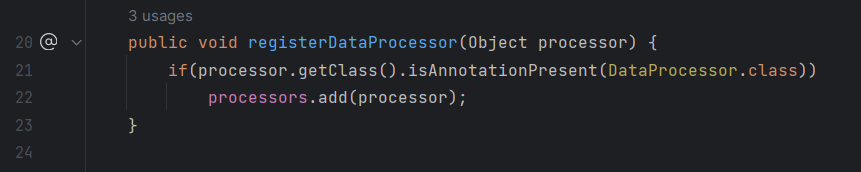 3 usages
20 @ public void registerDataProcessor(Object processor) {
21 if(processor.getClass().isAnnotationPresent(DataProcessor.class))
22 processors.add(processor);
23 }
24